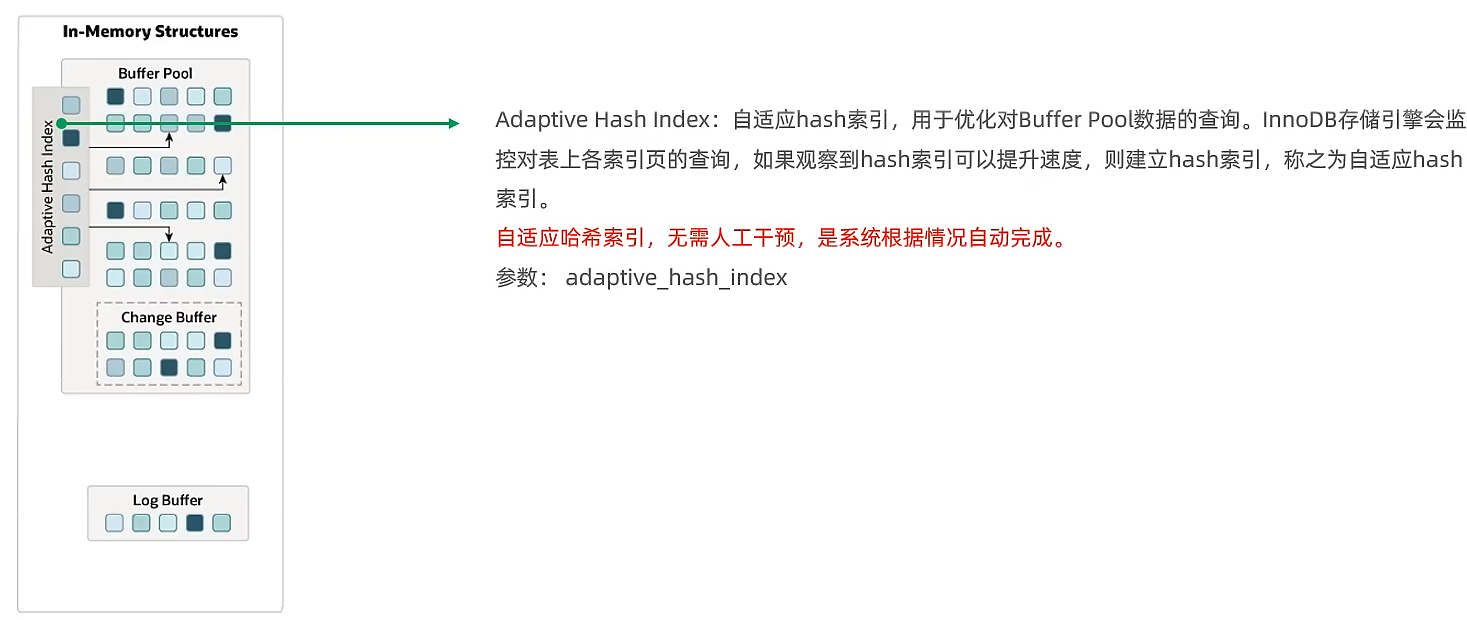 In-Memory Structures
Buffer Pool
Adaptive Hash Index
Change Buffer
Log Buffer
Adaptive Hash Index：自适应hash索引，用于优化对Buffer Pool数据的查询。InnoDB存储引擎会监
控对表上各索引页的查询，如果观察到hash索引可以提升速度，则建立hash索引，称之为自适应hash
索引。
自适应哈希索引，无需人工干预，是系统根据情况自动完成。
参数： adaptive_hash_index